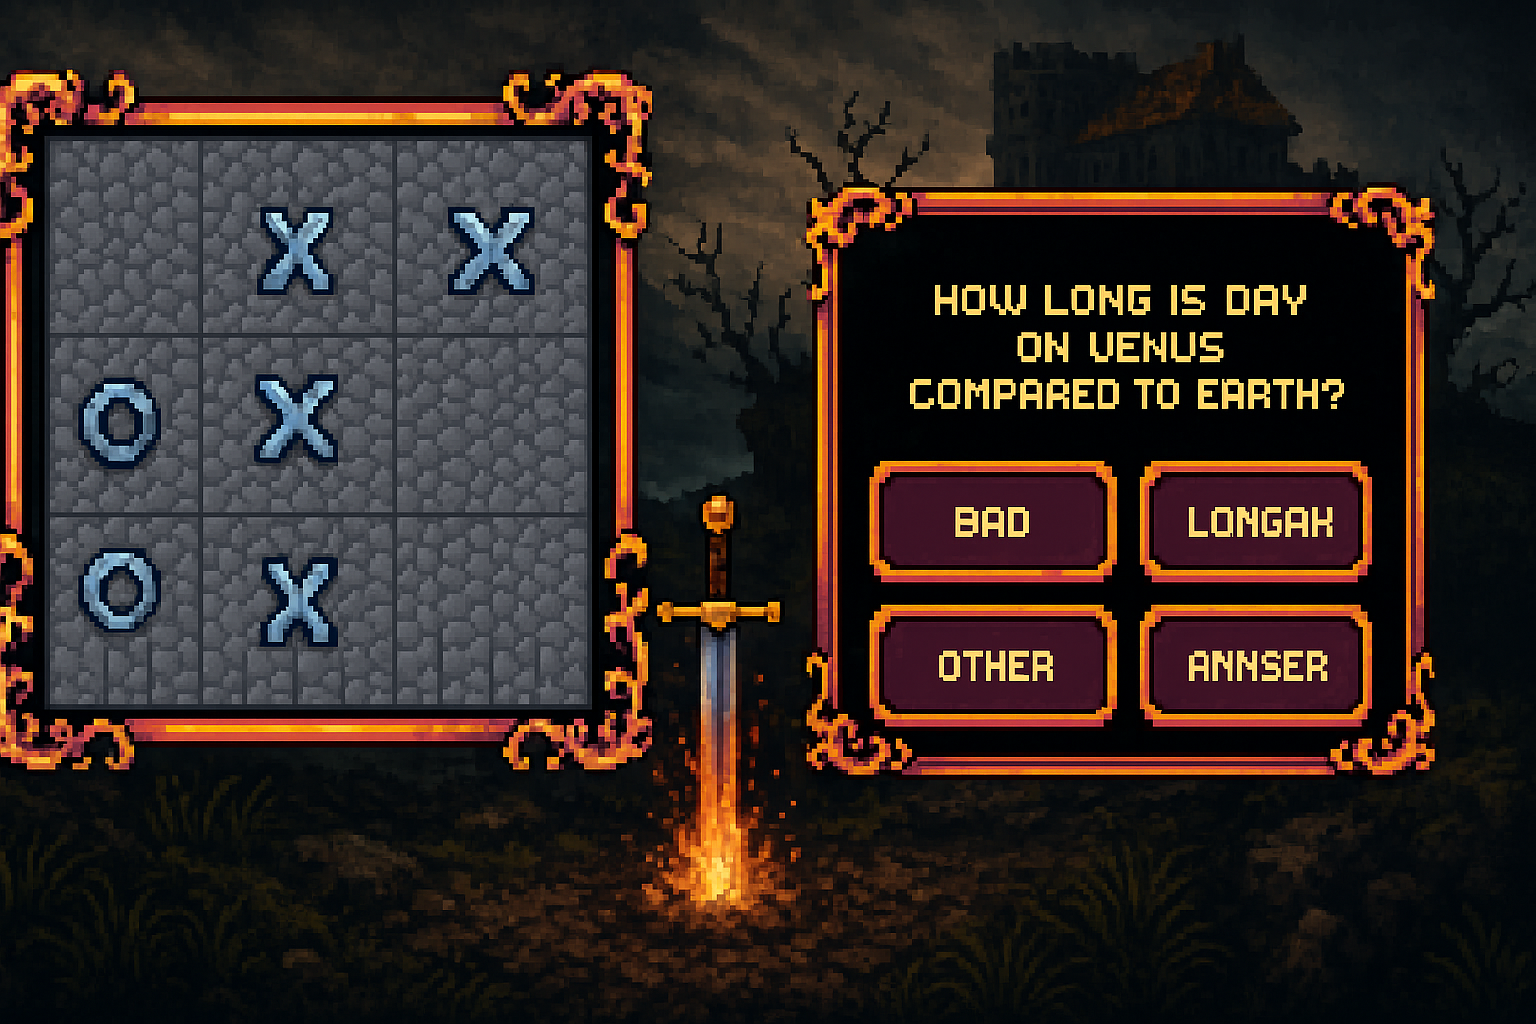 X X
O X
O X
HOW LONG IS DAY
ON VENUS
COMPARED TO EARTH?
BAD LONGAK
OTHER ANNSER